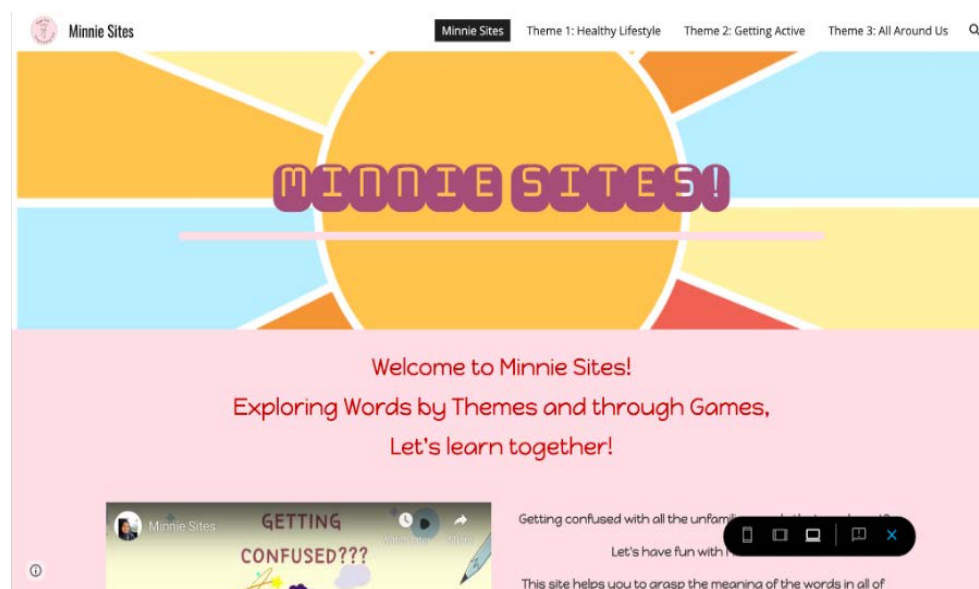 Minnie Sites
Minnie Sites Theme 1: Healthy Lifestyle Theme 2: Getting Active Theme 3: All Around Us
MINNIE SITES!
Welcome to Minnie Sites!
Exploring Words by Themes and through Games,
Let's learn together!
Minnie Sites
GETTING
CONFUSED???
Watch later Share
Getting confused with all the
Let's have fun with
This site helps you to grasp the meaning of the words in all of